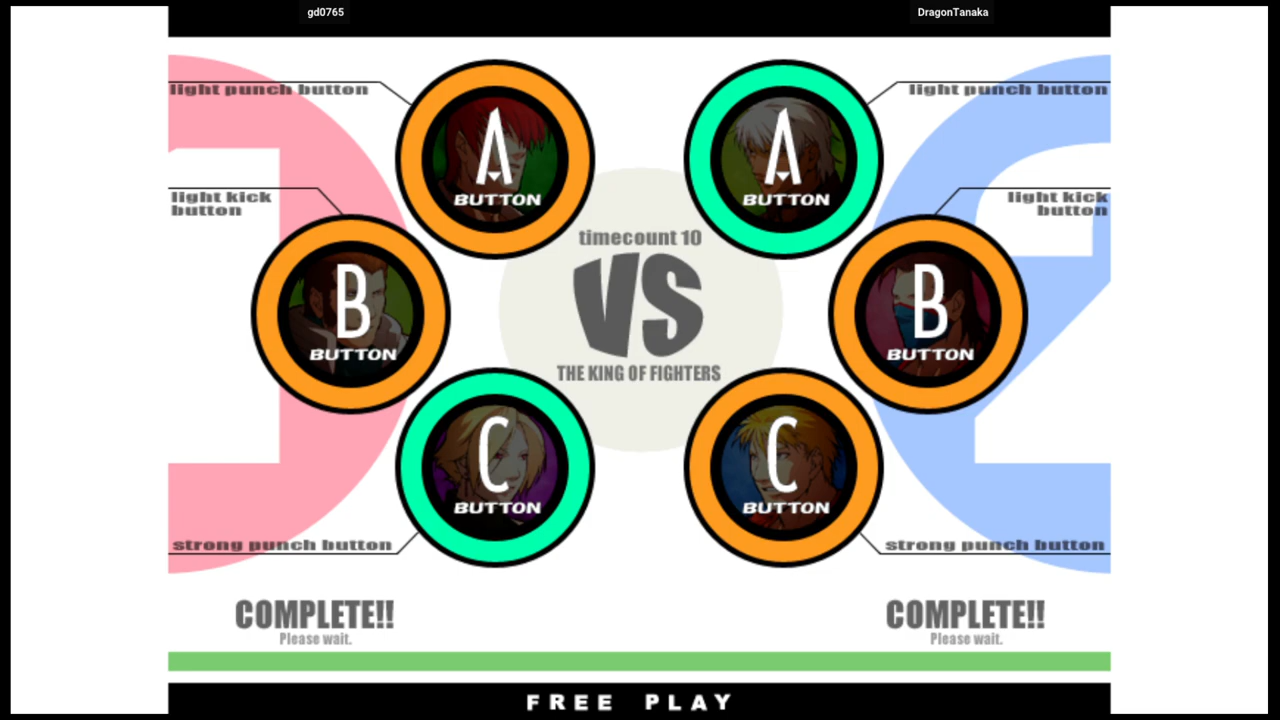 gd0765
DragonTanaka
light punch button
light punch button
A
BUTTON
A
BUTTON
light kick
button
light kick
button
1
2
B
BUTTON
B
BUTTON
timecount 10
VS
THE KING OF FIGHTERS
C
BUTTON
C
BUTTON
strong punch button
strong punch button
COMPLETE!!
Please wait.
COMPLETE!!
Please wait.
FREE PLAY